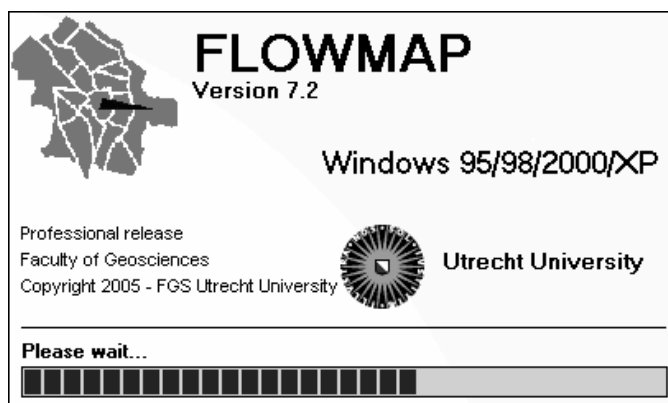 FLOWMAP
Version 7.2
Windows 95/98/2000/XP
Professional release
Faculty of Geosciences
Copyright 2005 - FGS Utrecht University
Utrecht University
Please wait...